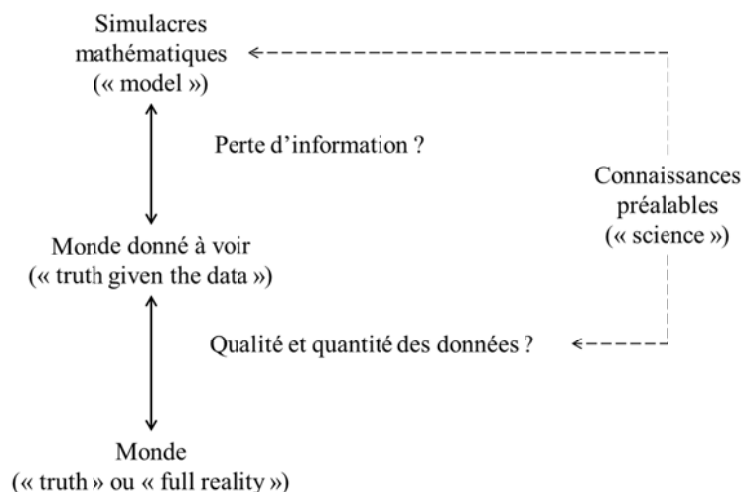 Simulacres
mathématiques
(« model »)
Perte d’information ?
Connaissances
préalables
(« science »)
Monde donné à voir
(« truth given the data »)
Qualité et quantité des données ?
Monde
(« truth » ou « full reality »)